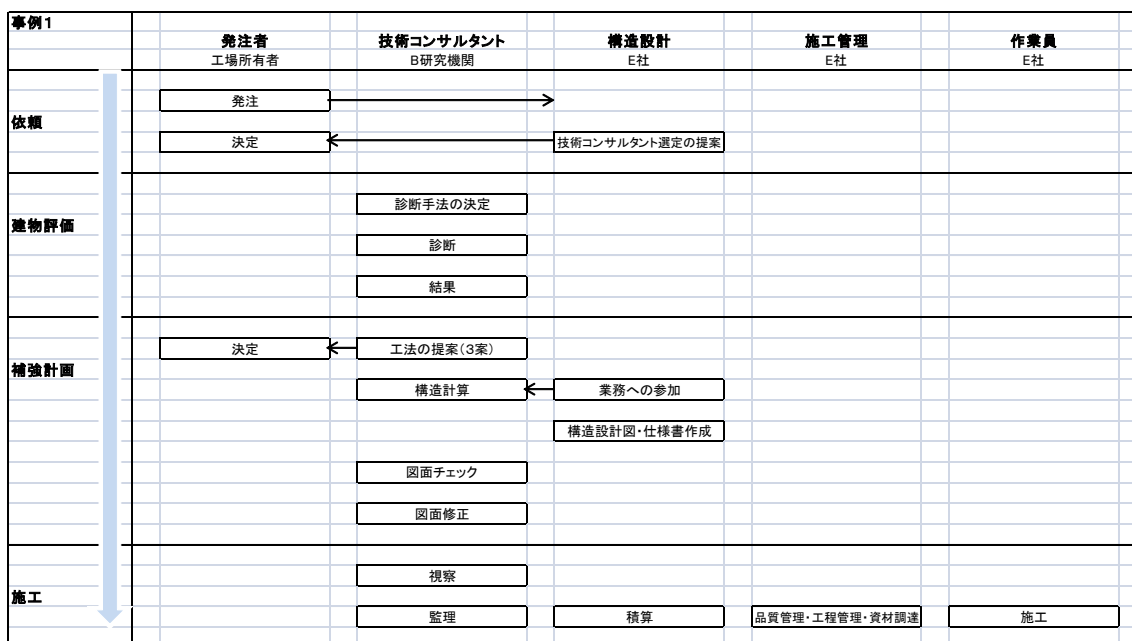 事例1
発注者 技術コンサルタント 構造設計 施工管理 作業員
工場所有者 B研究機関 E社 E社 E社
発注
依頼
決定 技術コンサルタント選定の提案
診断手法の決定
建物評価
診断
結果
決定 工法の提案(3案)
補強計画
構造計算 業務への参加
構造設計図・仕様書作成
図面チェック
図面修正
視察
施工
監理 積算 品質管理・工程管理・資材調達 施工